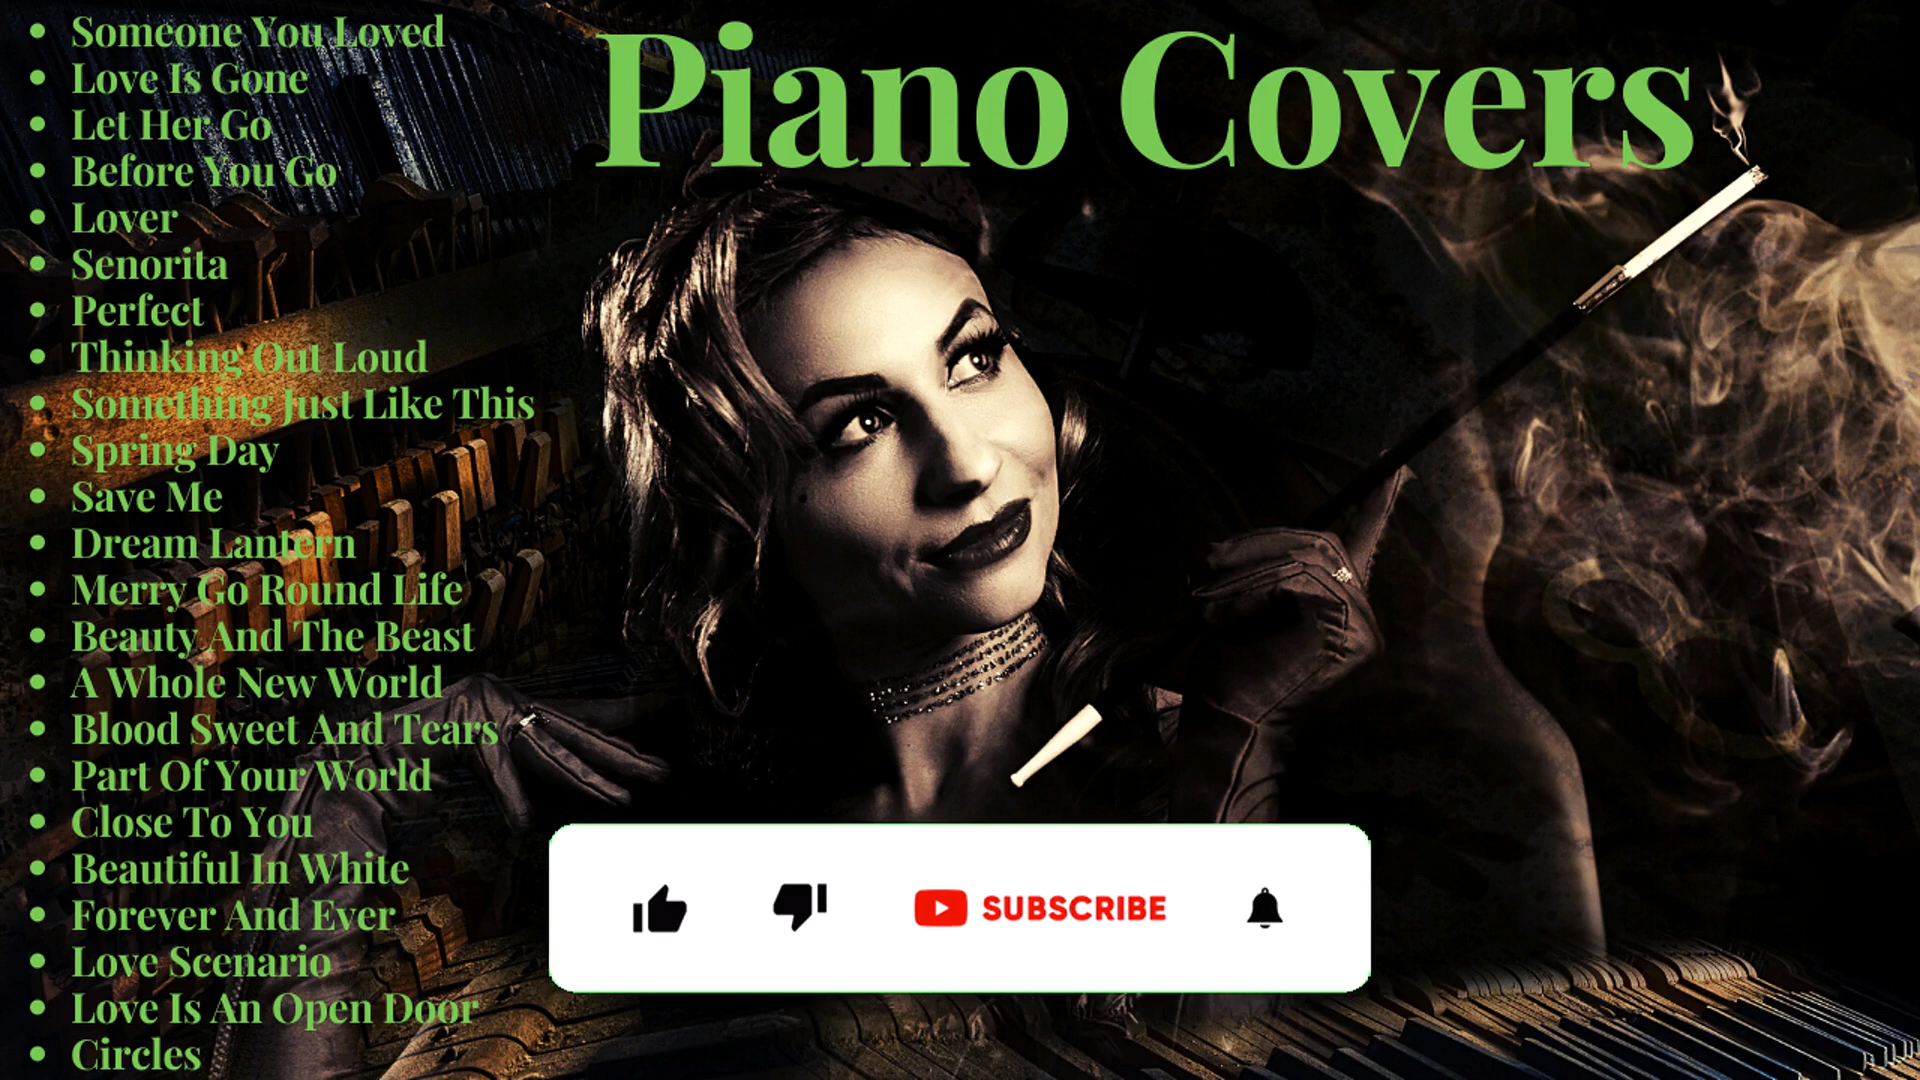 Piano Covers
• Someone You Loved
• Love Is Gone
• Let Her Go
• Before You Go
• Lover
• Senorita
• Perfect
• Thinking Out Loud
• Something Just Like This
• Spring Day
• Save Me
• Dream Lantern
• Merry Go Round Life
• Beauty And The Beast
• A Whole New World
• Blood Sweet And Tears
• Part Of Your World
• Close To You
• Beautiful In White
• Forever And Ever
• Love Scenario
• Love Is An Open Door
• Circles
SUBSCRIBE